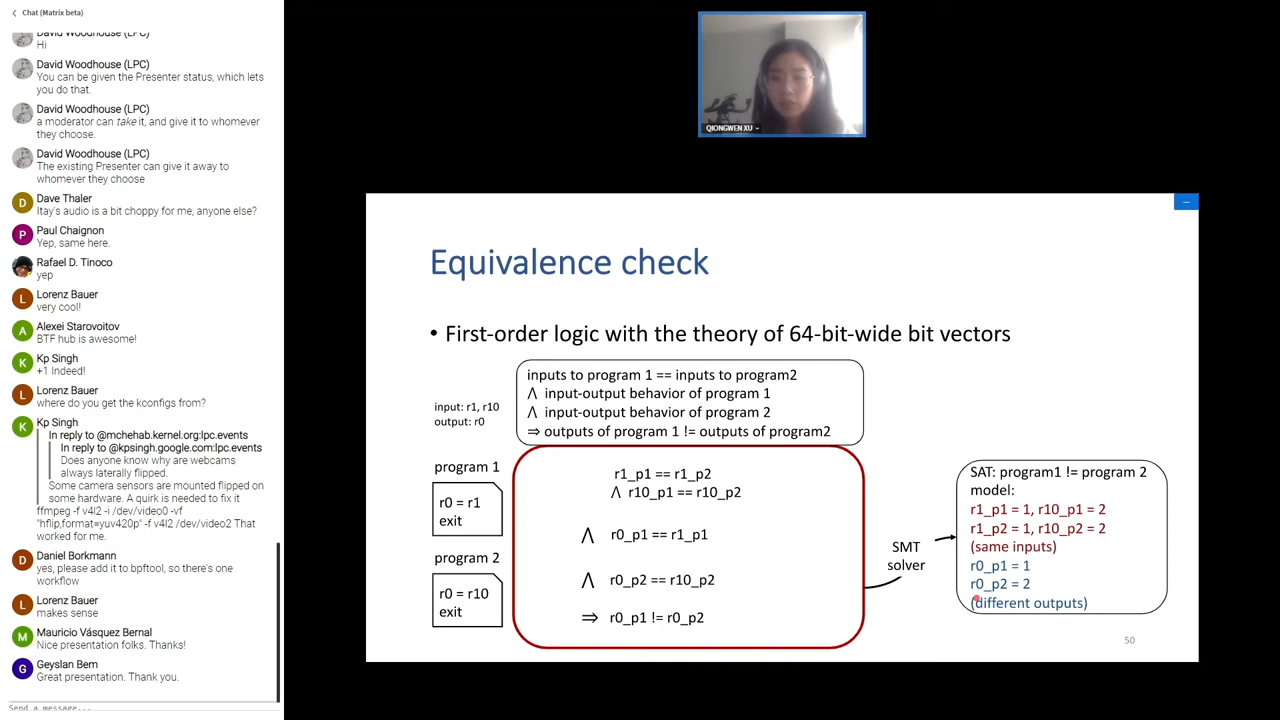 Chat (Matrix beta)
David Woodhouse (LPC)
Hi
David Woodhouse (LPC)
You can be given the Presenter status, which lets
you do that.
David Woodhouse (LPC)
a moderator can take it, and give it to whomever
they choose.
David Woodhouse (LPC)
The existing Presenter can give it away to
whomever they choose
D
Dave Thaler
Itay's audio is a bit choppy for me, anyone else?
P
Paul Chaignon
Yep, same here.
Rafael D. Tinoco
yep
L
Lorenz Bauer
very cool!
A
Alexei Starovoitov
BTF hub is awesome!
K
Kp Singh
+1 Indeed!
L
Lorenz Bauer
where do you get the kconfigs from?
K
Kp Singh
In reply to @mchehab.kernel.org:lpc.events
In reply to @kpsingh.google.com:lpc.events
Does anyone know why are webcams
always laterally flipped.
Some camera sensors are mounted flipped on
some hardware. A quirk is needed to fix it
ffmpeg -f v4l2 -i /dev/video0 -vf
"hflip,format=yuv420p" -f v4l2 /dev/video2 That
worked for me.
D
Daniel Borkmann
yes, please add it to bpftool, so there's one
workflow
L
Lorenz Bauer
makes sense
M
Mauricio Vásquez Bernal
Nice presentation folks. Thanks!
G
Geyslan Bem
Great presentation. Thank you.
Send a message...
QIONGWEN XU
Equivalence check
• First-order logic with the theory of 64-bit-wide bit vectors
input: r1, r10
output: r0
inputs to program 1 == inputs to program2
∧ input-output behavior of program 1
∧ input-output behavior of program 2
⇒ outputs of program 1 != outputs of program2
program 1
r0 = r1
exit
program 2
r0 = r10
exit
r1_p1 == r1_p2
∧ r10_p1 == r10_p2
∧ r0_p1 == r1_p1
∧ r0_p2 == r10_p2
⇒ r0_p1 != r0_p2
SMT
solver
SAT: program1 != program 2
model:
r1_p1 = 1, r10_p1 = 2
r1_p2 = 1, r10_p2 = 2
(same inputs)
r0_p1 = 1
r0_p2 = 2
(different outputs)
50